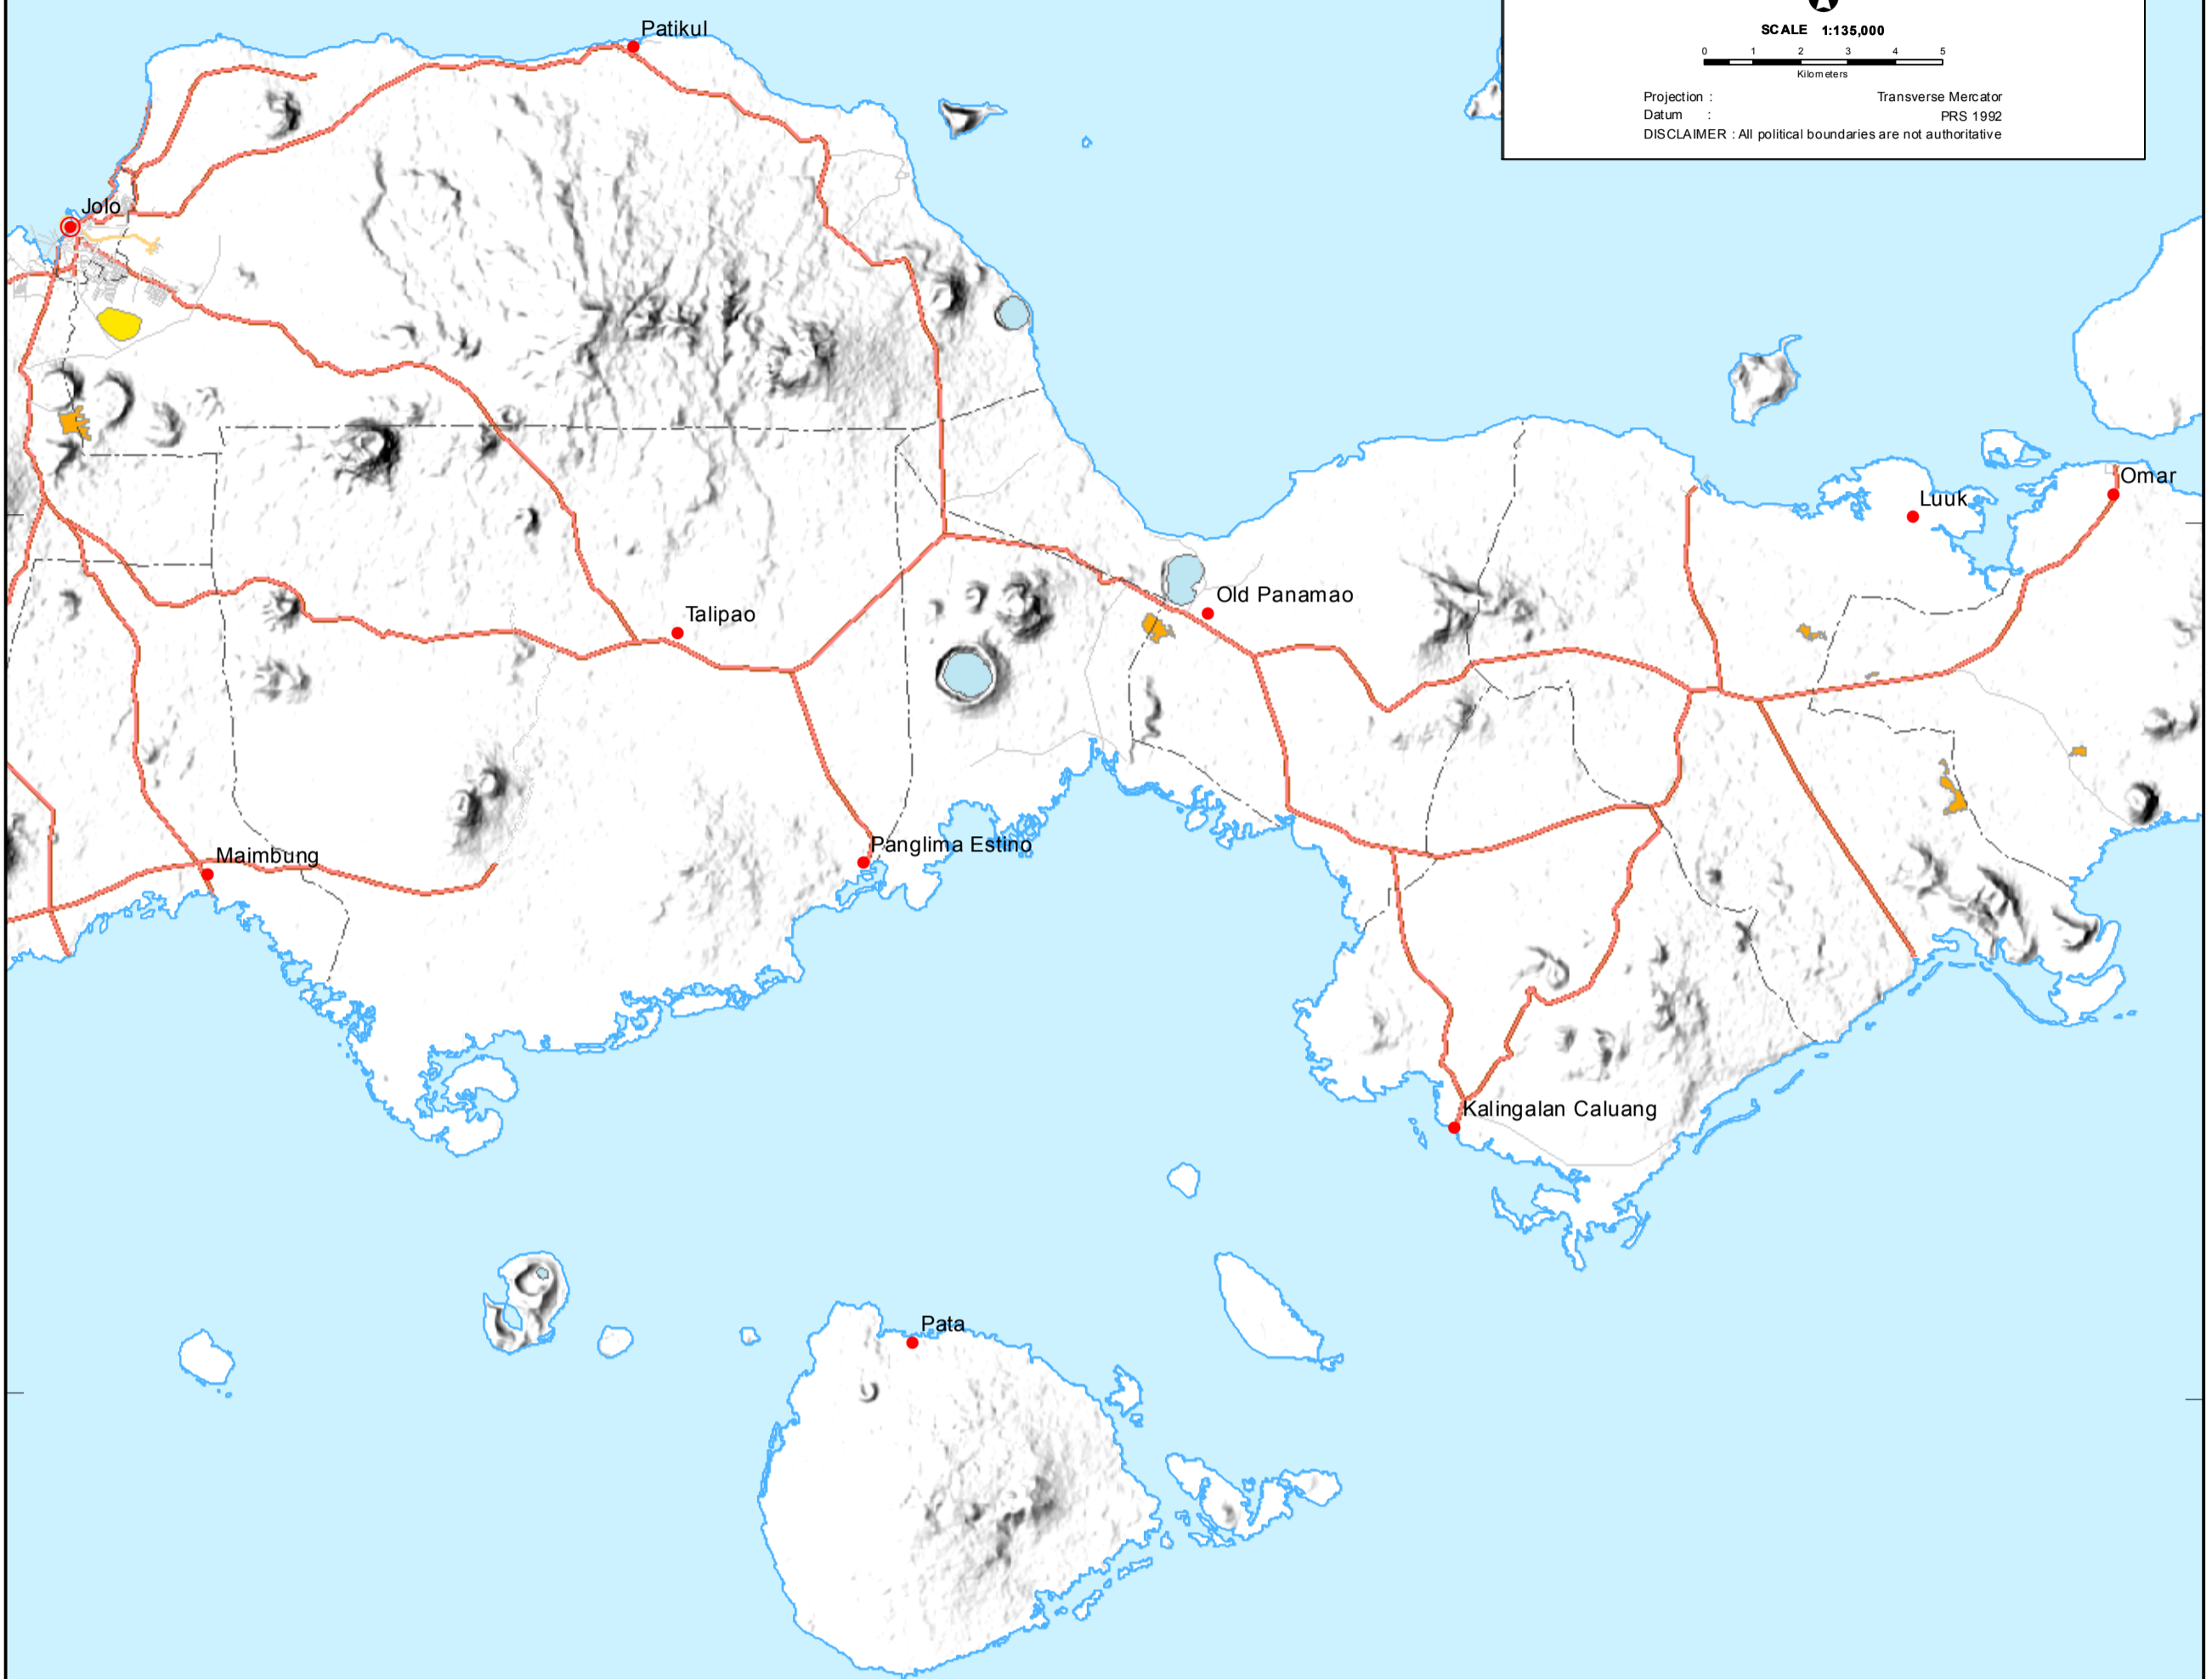 SCALE 1:135,000
0 1 2 3 4 5
Kilometers
Projection : Transverse Mercator
Datum : PRS 1992
DISCLAIMER : All political boundaries are not authoritative
Patikul
Jolo
Omar
Luuk
Old Panamao
Talipao
Panglima Estino
Maimbung
Kalingalan Caluang
Pata